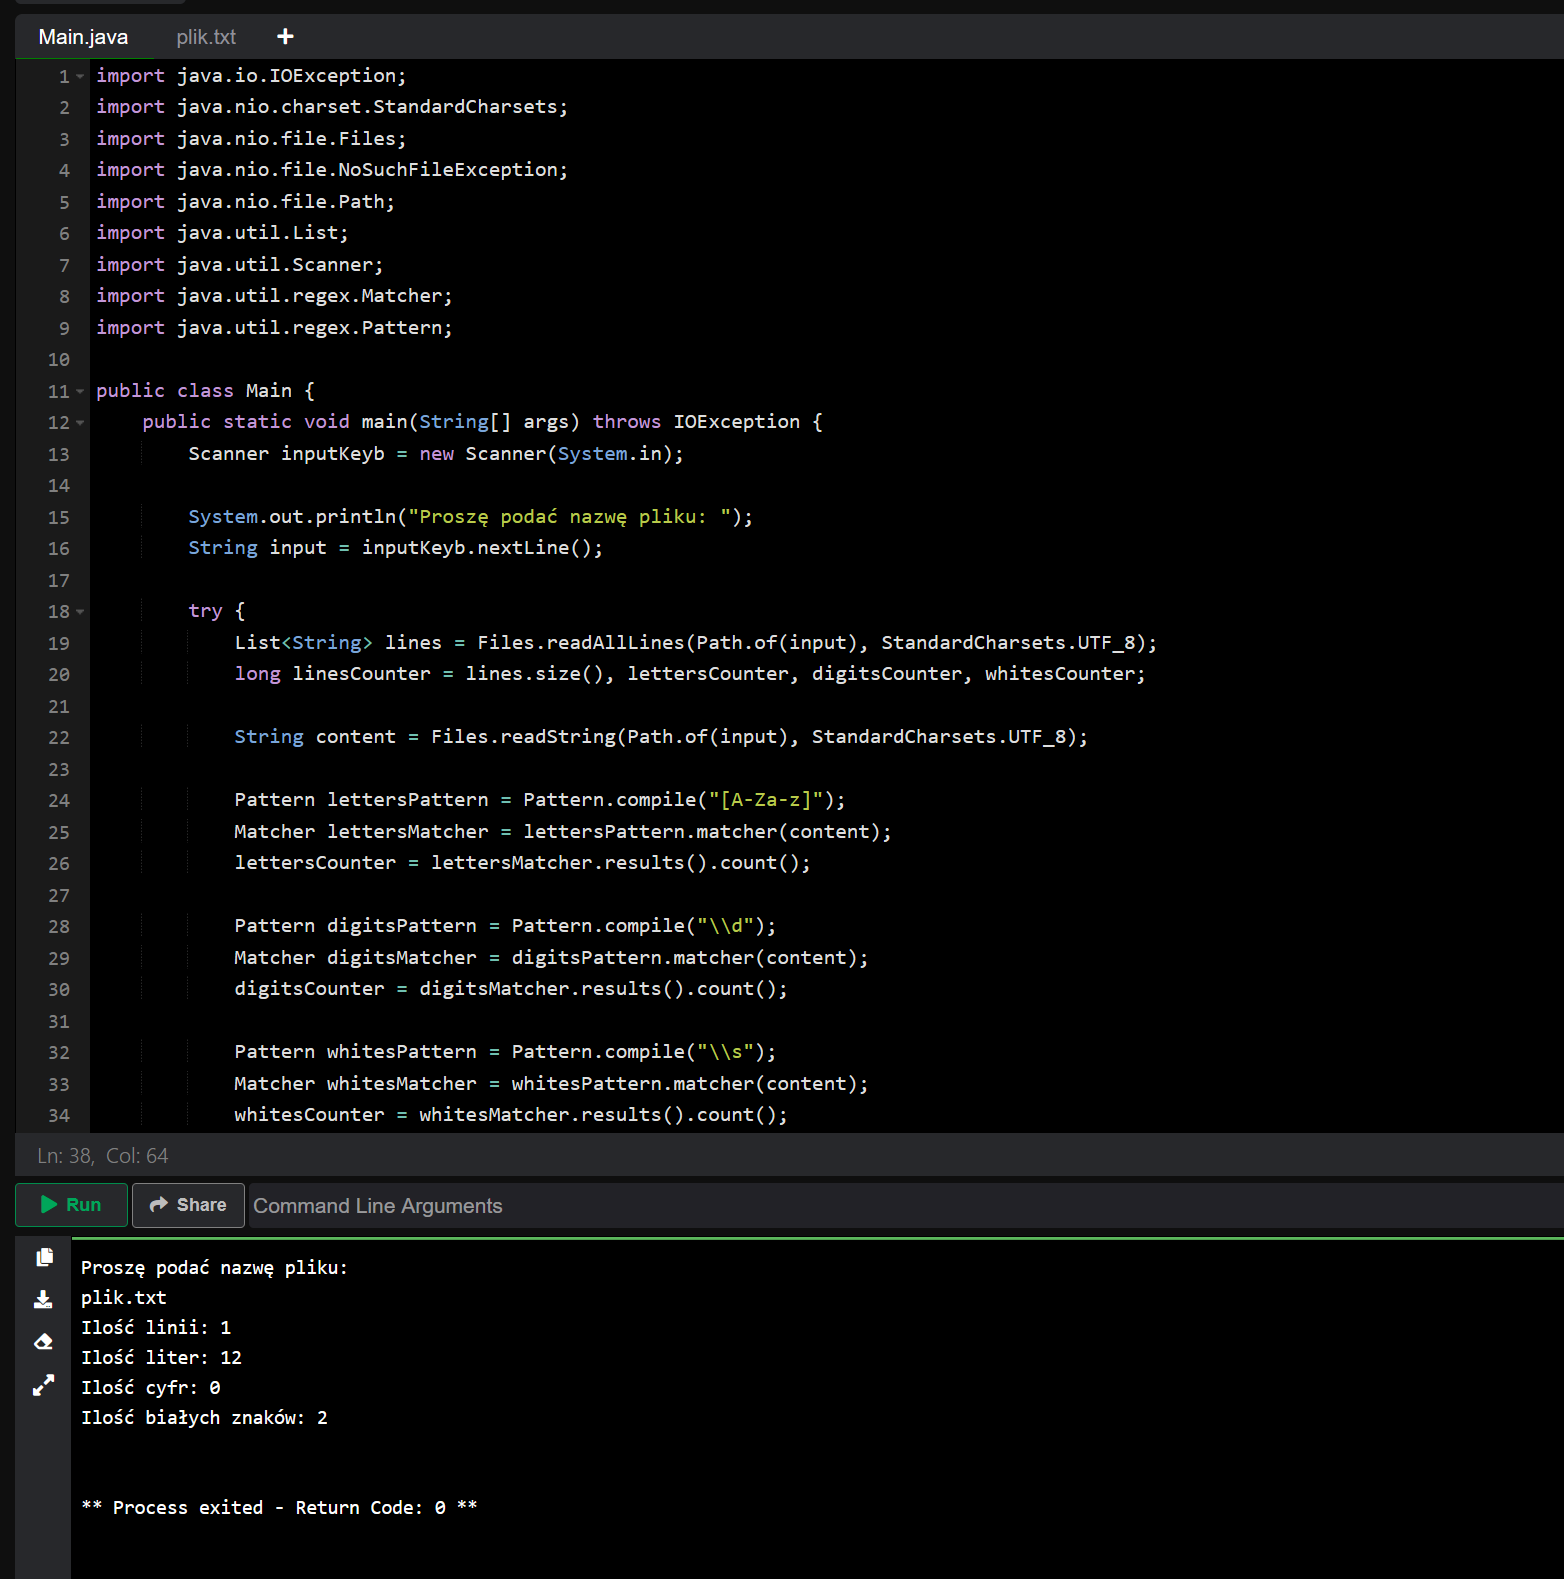 Main.java plik.txt +
1 import java.io.IOException;
2 import java.nio.charset.StandardCharsets;
3 import java.nio.file.Files;
4 import java.nio.file.NoSuchFileException;
5 import java.nio.file.Path;
6 import java.util.List;
7 import java.util.Scanner;
8 import java.util.regex.Matcher;
9 import java.util.regex.Pattern;
10
11 public class Main {
12     public static void main(String[] args) throws IOException {
13         Scanner inputKeyb = new Scanner(System.in);
14
15         System.out.println("Proszę podać nazwę pliku: ");
16         String input = inputKeyb.nextLine();
17
18         try {
19             List<String> lines = Files.readAllLines(Path.of(input), StandardCharsets.UTF_8);
20             long linesCounter = lines.size(), lettersCounter, digitsCounter, whitesCounter;
21
22             String content = Files.readString(Path.of(input), StandardCharsets.UTF_8);
23
24             Pattern lettersPattern = Pattern.compile("[A-Za-z]");
25             Matcher lettersMatcher = lettersPattern.matcher(content);
26             lettersCounter = lettersMatcher.results().count();
27
28             Pattern digitsPattern = Pattern.compile("\\d");
29             Matcher digitsMatcher = digitsPattern.matcher(content);
30             digitsCounter = digitsMatcher.results().count();
31
32             Pattern whitesPattern = Pattern.compile("\\s");
33             Matcher whitesMatcher = whitesPattern.matcher(content);
34             whitesCounter = whitesMatcher.results().count();
Ln: 38, Col: 64
Run Share Command Line Arguments
Proszę podać nazwę pliku:
plik.txt
Ilość linii: 1
Ilość liter: 12
Ilość cyfr: 0
Ilość białych znaków: 2
** Process exited - Return Code: 0 **